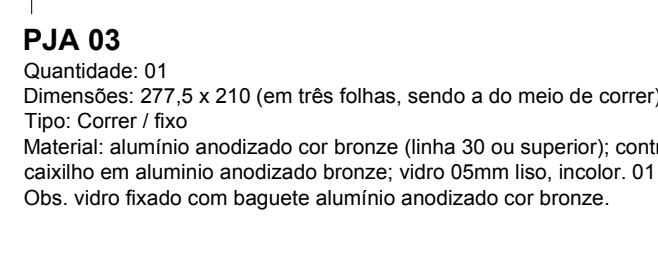 PJA 03
Quantidade: 01
Dimensões: 277,5 x 210 (em três folhas, sendo a do meio de correr)
Tipo: Correr / fixo
Material: alumínio anodizado cor bronze (linha 30 ou superior);
caixilho em aluminio anodizado bronze; vidro 05mm liso, incolor. 01
Obs. vidro fixado com baguete alumínio anodizado cor bronze.